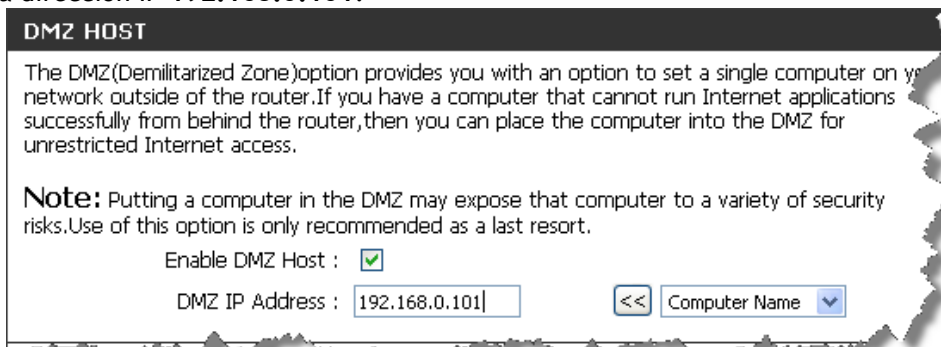 DMZ HOST
The DMZ(Demilitarized Zone)option provides you with an option to set a single computer on
network outside of the router.If you have a computer that cannot run Internet applications
successfully from behind the router,then you can place the computer into the DMZ for
unrestricted Internet access.
Note: Putting a computer in the DMZ may expose that computer to a variety of security
risks.Use of this option is only recommended as a last resort.
Enable DMZ Host :
DMZ IP Address : 192.168.0.101 << Computer Name